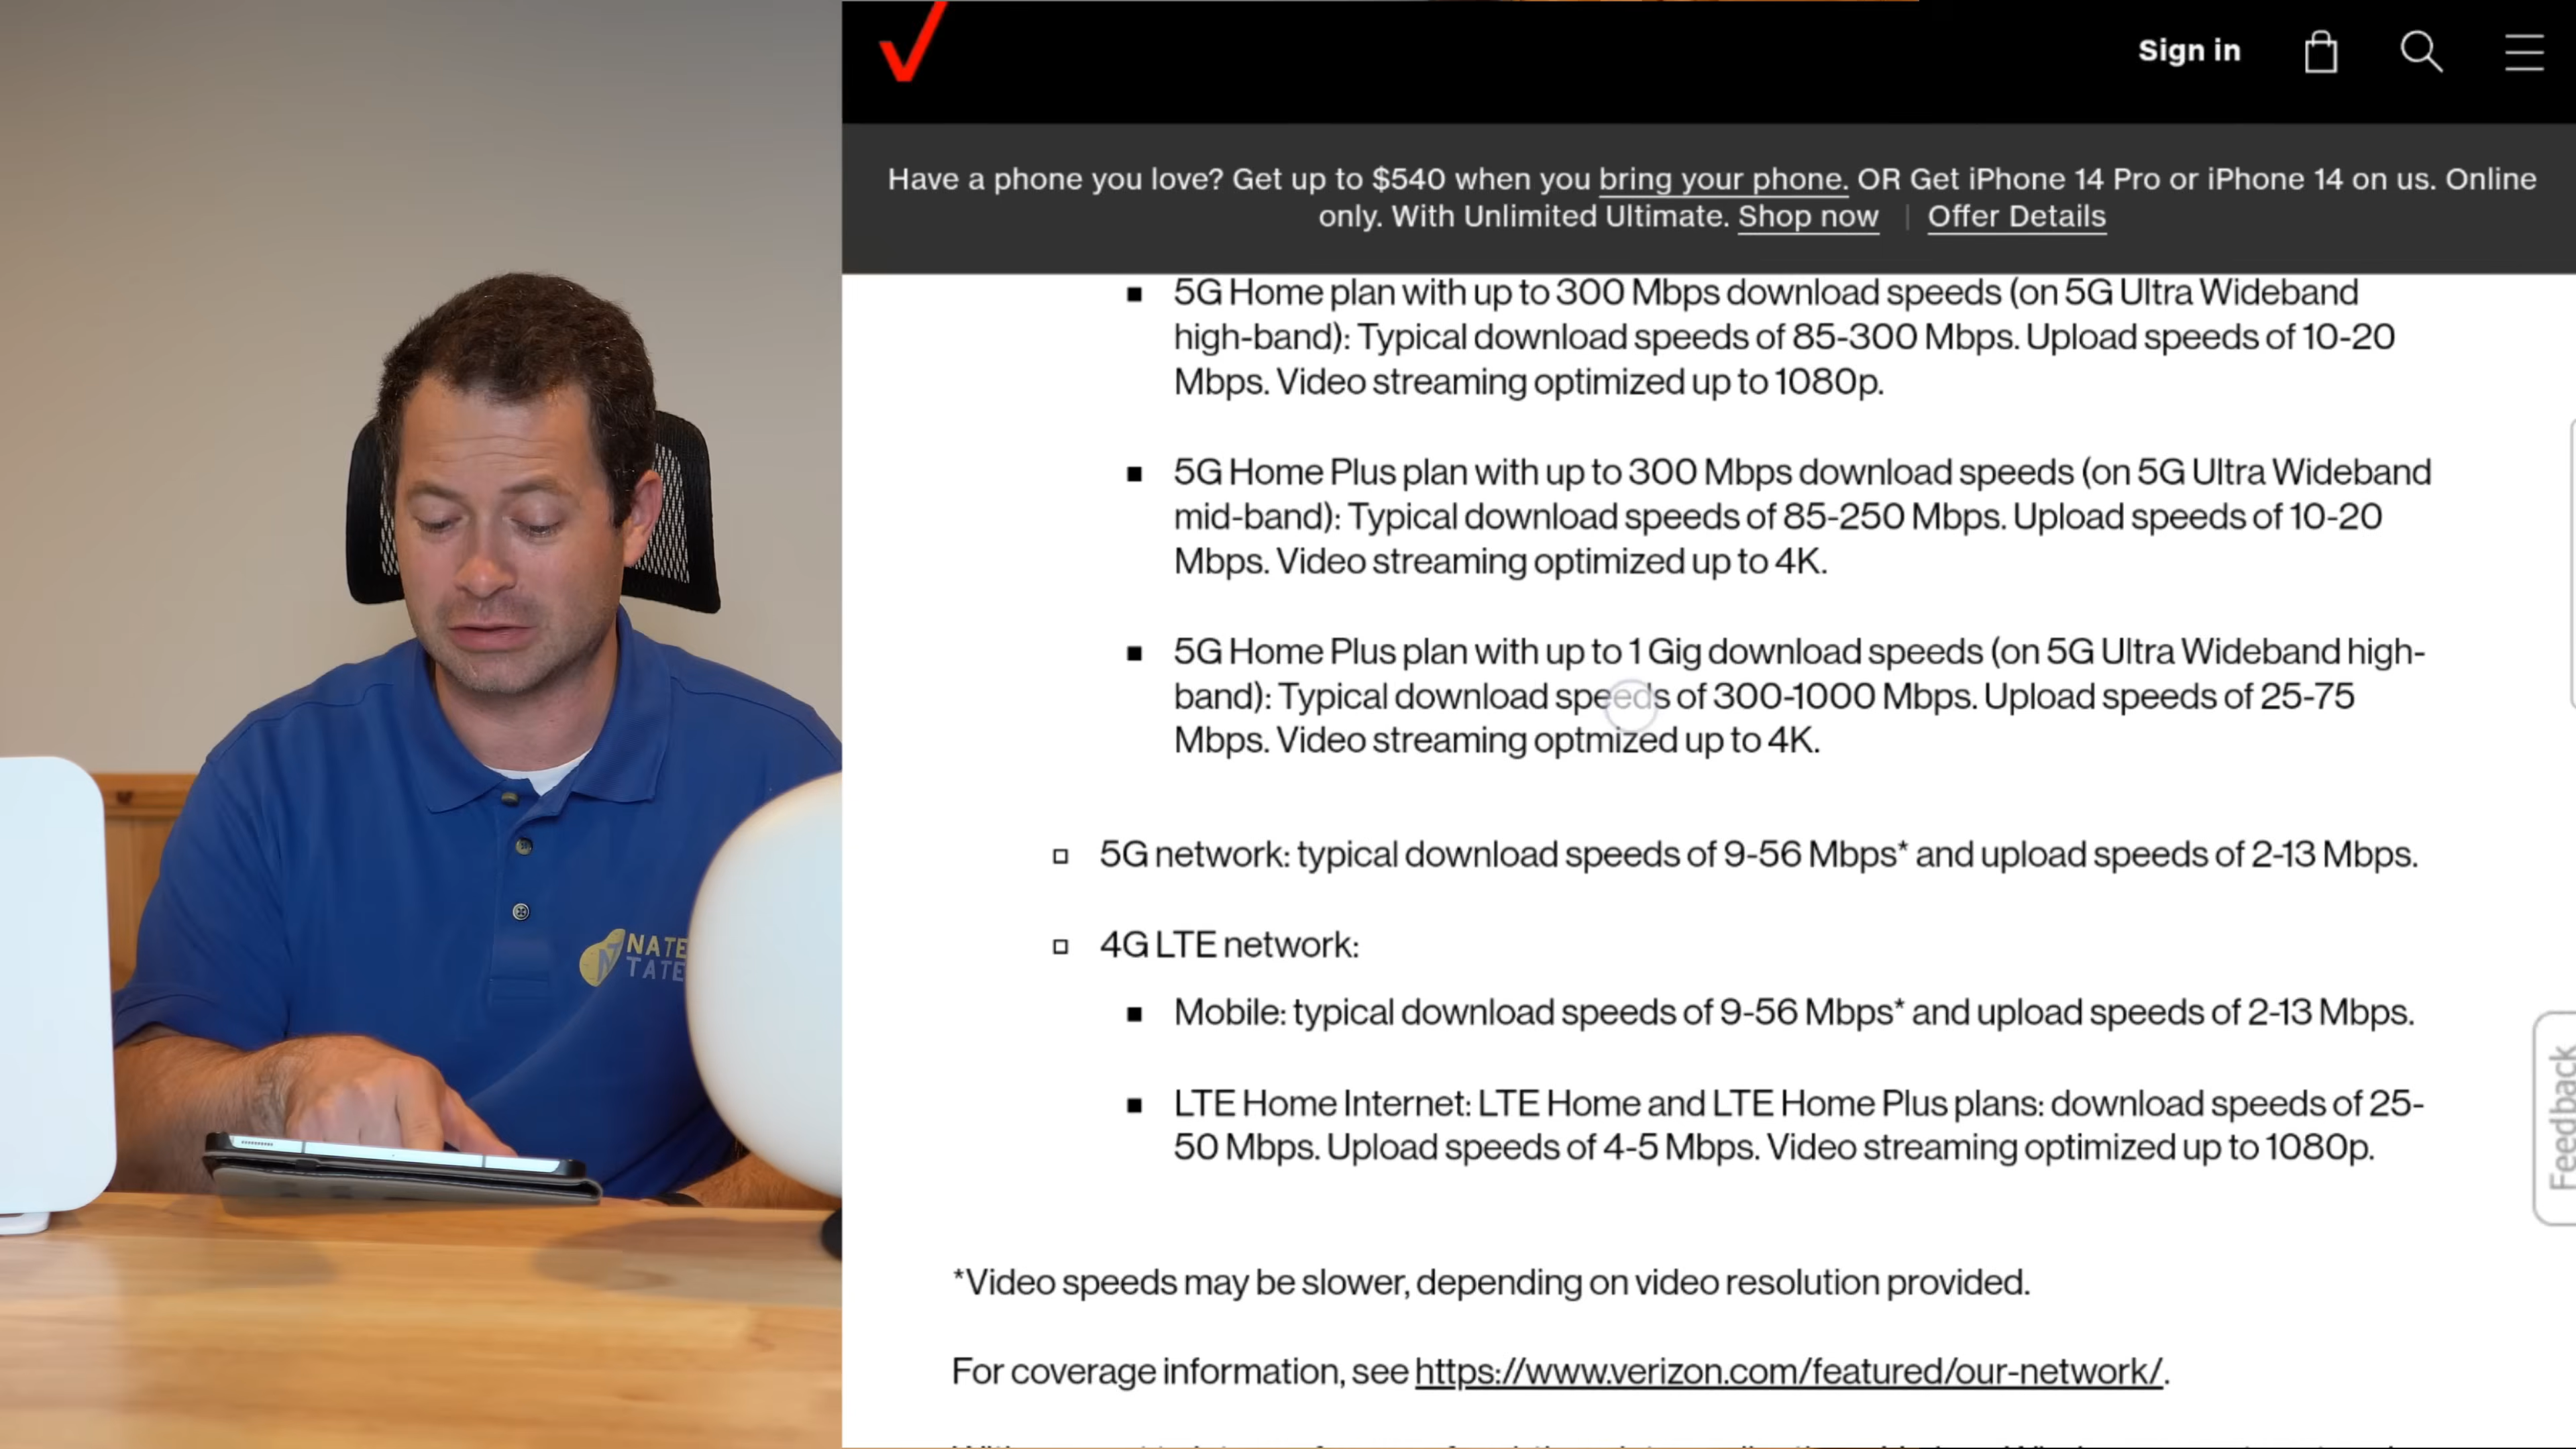 Sign in
Have a phone you love? Get up to $540 when you bring your phone. OR Get iPhone 14 Pro or iPhone 14 on us. Online
only. With Unlimited Ultimate. Shop now | Offer Details
■ 5G Home plan with up to 300 Mbps download speeds (on 5G Ultra Wideband
high-band): Typical download speeds of 85-300 Mbps. Upload speeds of 10-20
Mbps. Video streaming optimized up to 1080p.
■ 5G Home Plus plan with up to 300 Mbps download speeds (on 5G Ultra Wideband
mid-band): Typical download speeds of 85-250 Mbps. Upload speeds of 10-20
Mbps. Video streaming optimized up to 4K.
■ 5G Home Plus plan with up to 1 Gig download speeds (on 5G Ultra Wideband high-
band): Typical download speeds of 300-1000 Mbps. Upload speeds of 25-75
Mbps. Video streaming optmized up to 4K.
5G network: typical download speeds of 9-56 Mbps* and upload speeds of 2-13 Mbps.
4G LTE network:
■ Mobile: typical download speeds of 9-56 Mbps* and upload speeds of 2-13 Mbps.
■ LTE Home Internet: LTE Home and LTE Home Plus plans: download speeds of 25-
50 Mbps. Upload speeds of 4-5 Mbps. Video streaming optimized up to 1080p.
*Video speeds may be slower, depending on video resolution provided.
For coverage information, see https://www.verizon.com/featured/our-network/.
Feedback
NATE
TATE